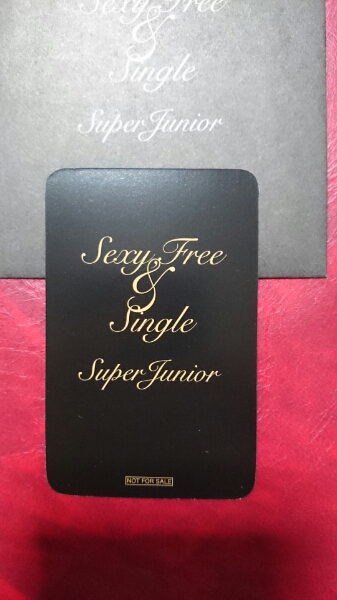 Sexy, Free
&
Single
Super Junior
Sexy, Free
&
Single
Super Junior
NOT FOR SALE